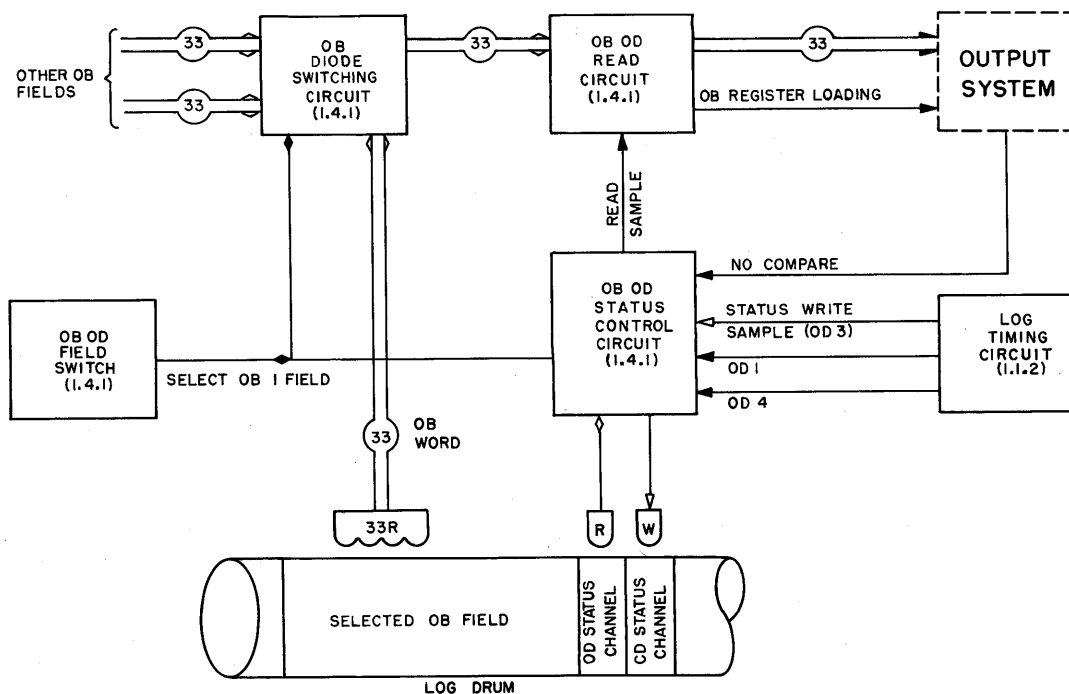 OTHER OB
FIELDS
33
33
OB
DIODE
SWITCHING
CIRCUIT
(1.4.1)
33
OB OD
READ
CIRCUIT
(1.4.1)
33
OB REGISTER LOADING
OUTPUT
SYSTEM
READ
SAMPLE
NO COMPARE
OB OD
FIELD
SWITCH
(1.4.1)
SELECT OB 1 FIELD
OB OD
STATUS
CONTROL
CIRCUIT
(1.4.1)
STATUS WRITE
SAMPLE (OD 3)
OD 1
OD 4
LOG
TIMING
CIRCUIT
(1.1.2)
33
OB
WORD
33R
R
W
SELECTED OB FIELD
OD STATUS
CHANNEL
CD STATUS
CHANNEL
LOG DRUM